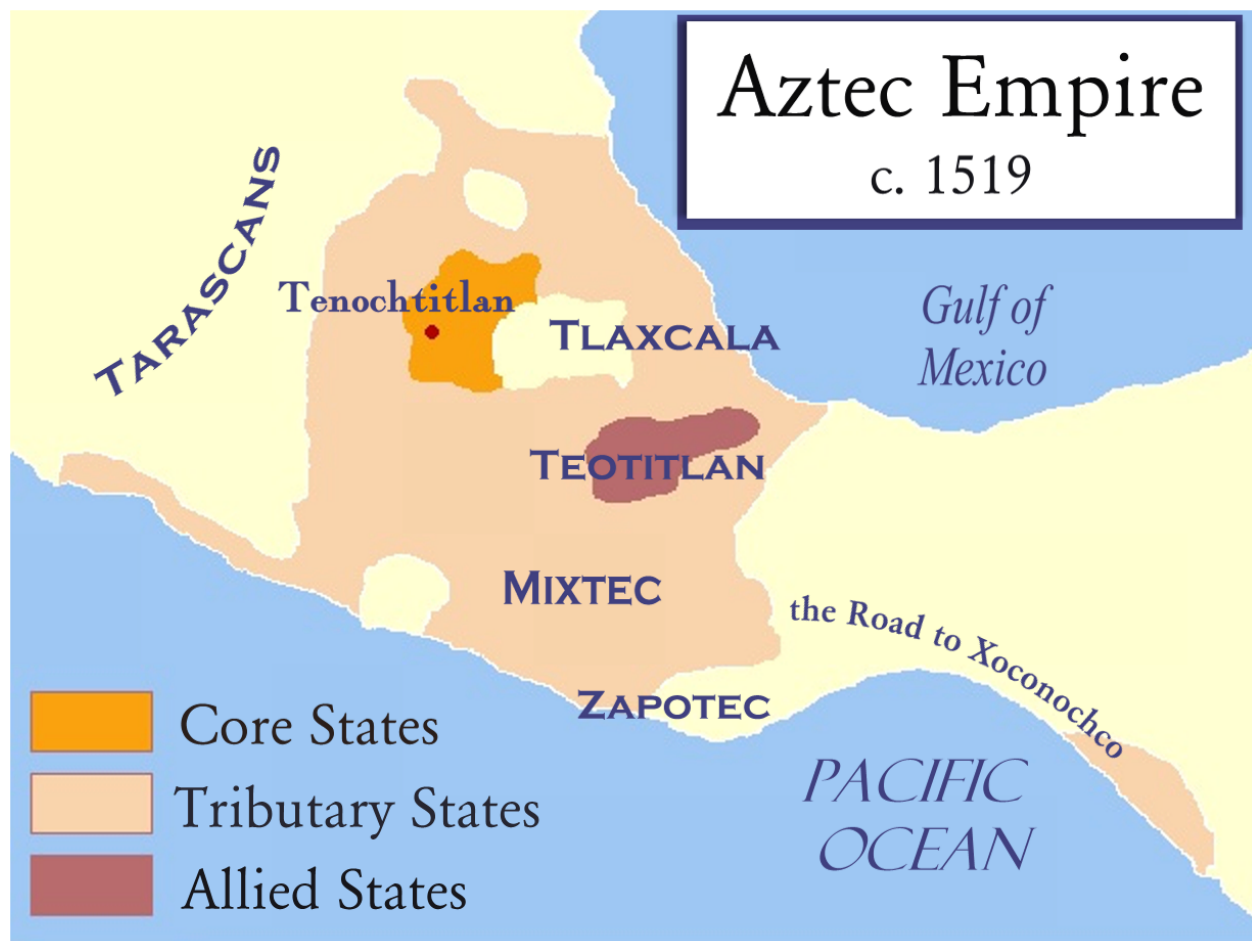 Aztec Empire
c. 1519
TARASCANS
Tenochtitlan
TLAXCALA
Gulf of
Mexico
TEOTITLAN
MIXTEC
the Road to Xoconochco
ZAPOTEC
Core States
Tributary States
Allied States
PACIFIC
OCEAN